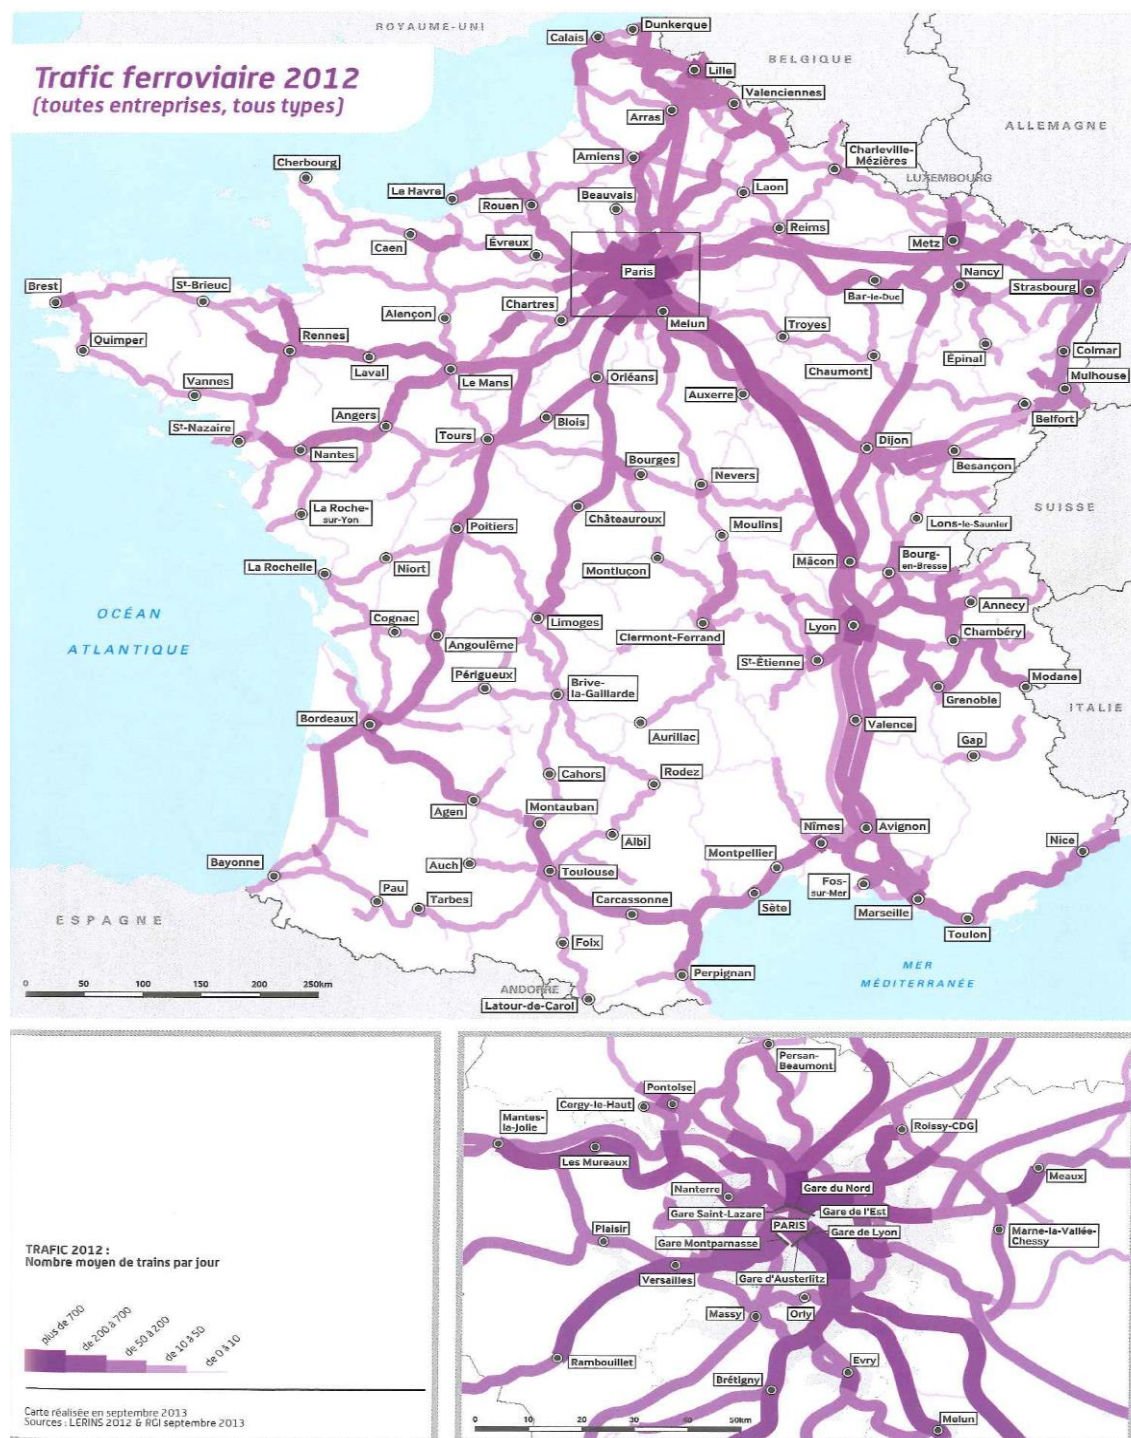 ROYAUME-UNI
Dunkerque
Calais
BELGIQUE
Trafic ferroviaire 2012
(toutes entreprises, tous types)
Lille
Valenciennes
Arras
ALLEMAGNE
Amiens
Charleville-
Mézières
Cherbourg
LUXEMBOURG
Le Havre
Beauvais
Laon
Rouen
Reims
Caen
Évreux
Metz
Paris
Nancy
Brest
St-Brieuc
Strasbourg
Bar-le-Duc
Chartres
Alençon
Melun
Troyes
Quimper
Rennes
Épinal
Colmar
Laval
Chaumont
Le Mans
Orléans
Mulhouse
Vannes
Auxerre
Angers
Blois
Belfort
St-Nazaire
Tours
Dijon
Nantes
Bourges
Besançon
Nevers
La Roche-
sur-Yon
Châteauroux
SUISSE
Poitiers
Moulins
Lons-le-Saunier
Mâcon
Bourg-
en-Bresse
La Rochelle
Niort
Montluçon
OCÉAN
ATLANTIQUE
Annecy
Cognac
Limoges
Lyon
Clermont-Ferrand
Chambéry
Angoulême
St-Étienne
Périgueux
Brive-
la-Gaillarde
Modane
Grenoble
ITALIE
Bordeaux
Valence
Aurillac
Gap
Cahors
Rodez
Agen
Montauban
Nîmes
Avignon
Albi
Nice
Bayonne
Auch
Toulouse
Montpellier
Fos-
sur-Mer
Pau
Tarbes
Carcassonne
Sète
Marseille
ESPAGNE
Toulon
Foix
MER
MÉDITERRANÉE
Perpignan
0 50 100 150 200 250km
ANDORRE
Latour-de-Carol
Persan-
Beaumont
Pontoise
Cergy-le-Haut
Mantes-
la-Jolie
Roissy-CDG
Les Mureaux
Meaux
Nanterre
Gare du Nord
Gare Saint-Lazare
Gare de l'Est
PARIS
Plaisir
Gare de Lyon
Marne-la-Vallée-
Chessy
Gare Montparnasse
Versailles
Gare d'Austerlitz
Massy
Orly
Rambouillet
Evry
Brétigny
Melun
0 10 20 30 40 50km
TRAFIC 2012 :
Nombre moyen de trains par jour
plus de 700
de 200 à 700
de 50 à 200
de 10 à 50
de 0 à 10
Carte réalisée en septembre 2013
Sources : LERINS 2012 & RGI septembre 2013